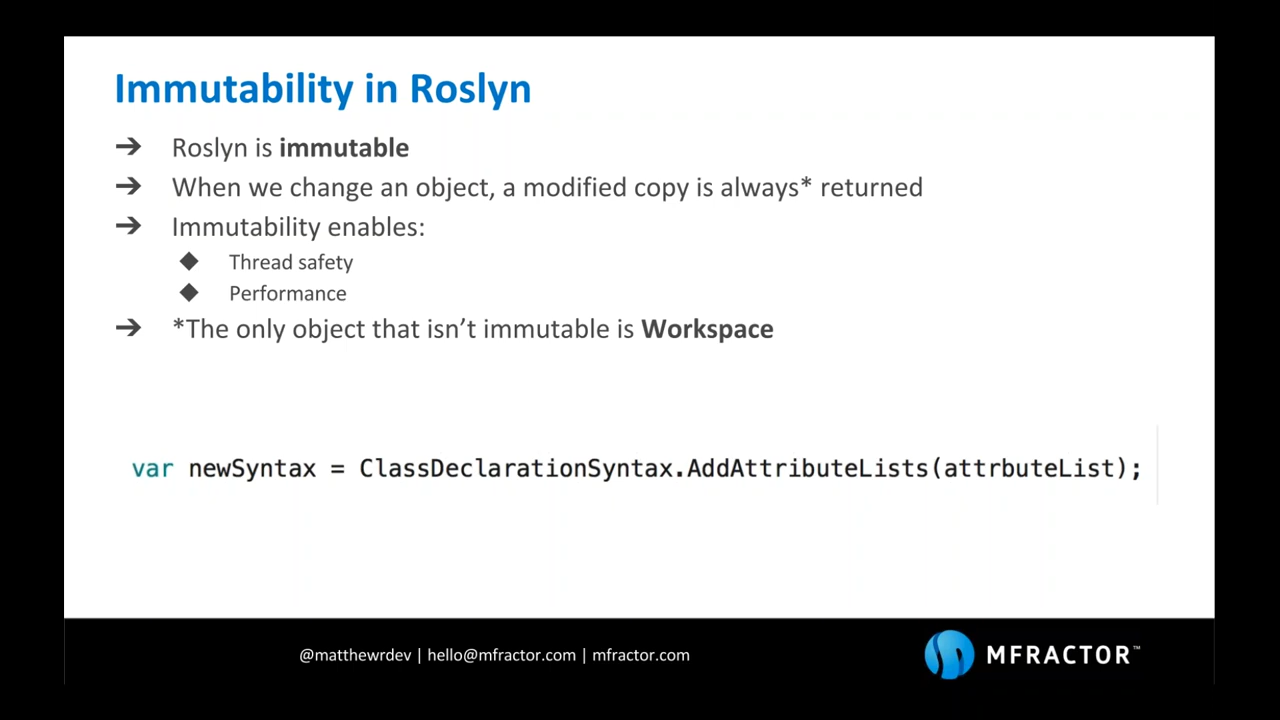 Immutability in Roslyn
➔ Roslyn is immutable
➔ When we change an object, a modified copy is always* returned
➔ Immutability enables:
◆ Thread safety
◆ Performance
➔ *The only object that isn’t immutable is Workspace
var newSyntax = ClassDeclarationSyntax.AddAttributeLists(attrbuteList);
@matthewrdev | hello@mfractor.com | mfractor.com
MFRACTOR™